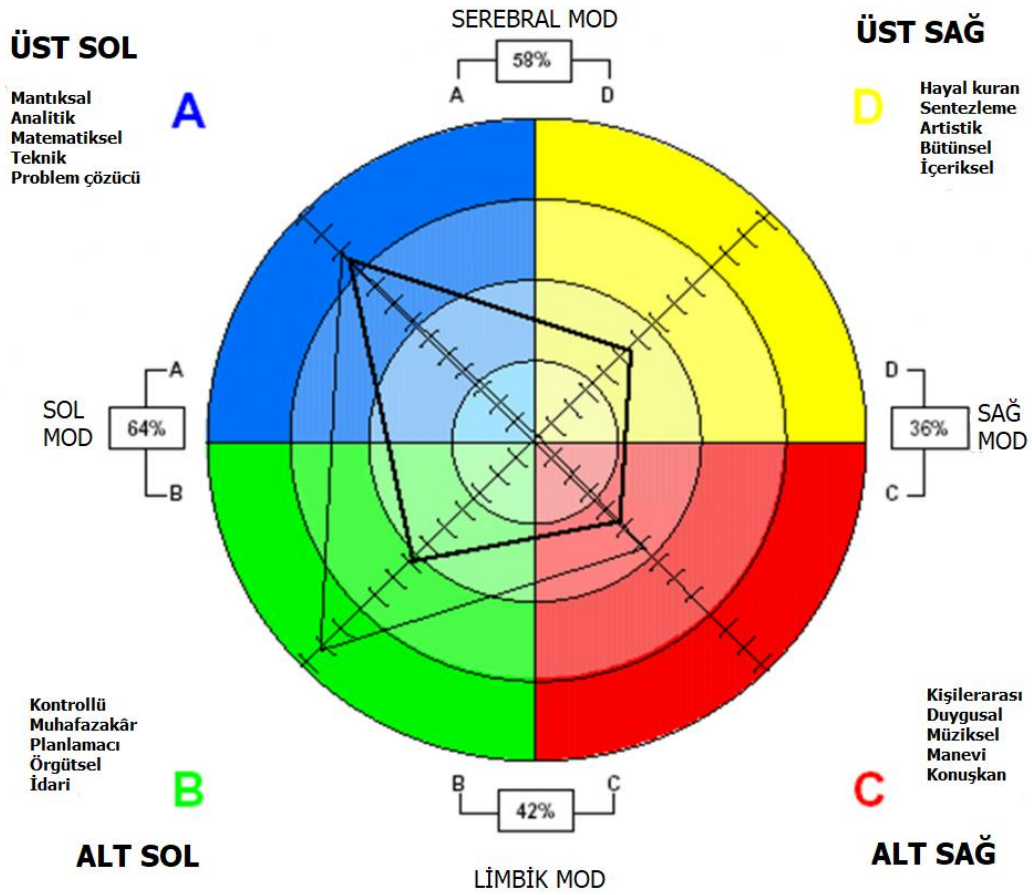 SEREBRAL MOD
58%
A
D
ÜST SOL
Mantıksal
Analitik
Matematiksel
Teknik
Problem çözücü
A
ÜST SAĞ
D
Hayal kuran
Sentezleme
Artistik
Bütünsel
İçeriksel
A
SOL
MOD
64%
B
D
36%
SAĞ
MOD
C
Kontrollü
Muhafazakâr
Planlamacı
Örgütsel
İdari
B
ALT SOL
B
C
42%
LİMBİK MOD
Kişilerarası
Duygusal
Müziksel
Manevi
Konuşkan
C
ALT SAĞ